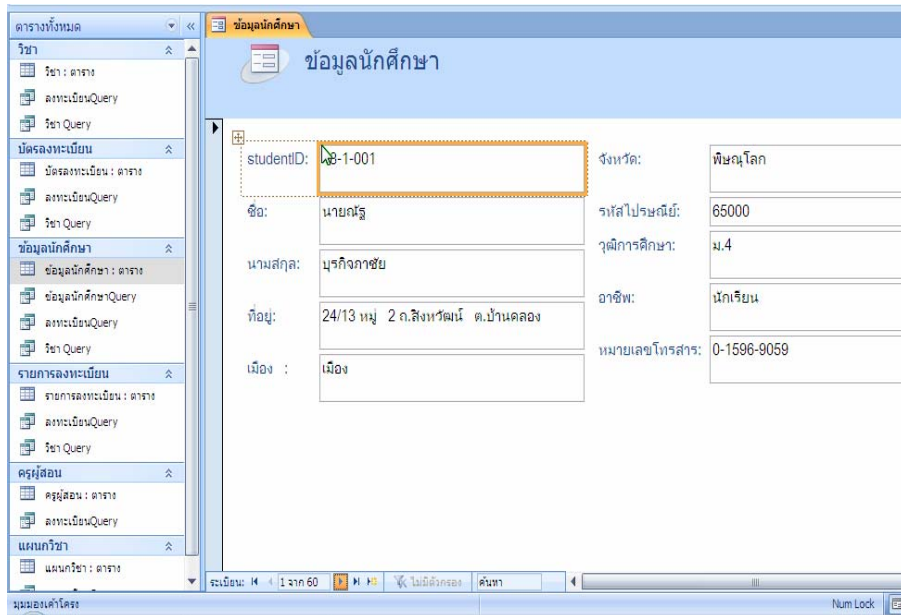 ตารางทั้งหมด
วิชา
วิชา : ตาราง
ลงทะเบียนQuery
วิชา Query
บัตรลงทะเบียน
บัตรลงทะเบียน : ตาราง
ลงทะเบียนQuery
วิชา Query
ข้อมูลนักศึกษา
ข้อมูลนักศึกษา : ตาราง
ข้อมูลนักศึกษาQuery
ลงทะเบียนQuery
วิชา Query
รายการลงทะเบียน
รายการลงทะเบียน : ตาราง
ลงทะเบียนQuery
วิชา Query
ครูผู้สอน
ครูผู้สอน : ตาราง
ลงทะเบียนQuery
แผนกวิชา
แผนกวิชา : ตาราง
ข้อมูลนักศึกษา
ข้อมูลนักศึกษา
studentID: 8-1-001
ชื่อ: นายณัฐ
นามสกุล: บุรกิจภาชัย
ที่อยู่: 24/13 หมู่ 2 ถ.สิงหวัฒน์ ต.บ้านคลอง
เมือง : เมือง
จังหวัด: พิษณุโลก
รหัสไปรษณีย์: 65000
วุฒิการศึกษา: ม.4
อาชีพ: นักเรียน
หมายเลขโทรสาร: 0-1596-9059
ระเบียน: 1 จาก 60 ไม่มีตัวกรอง ค้นหา
มุมมองเค้าโครง Num Lock